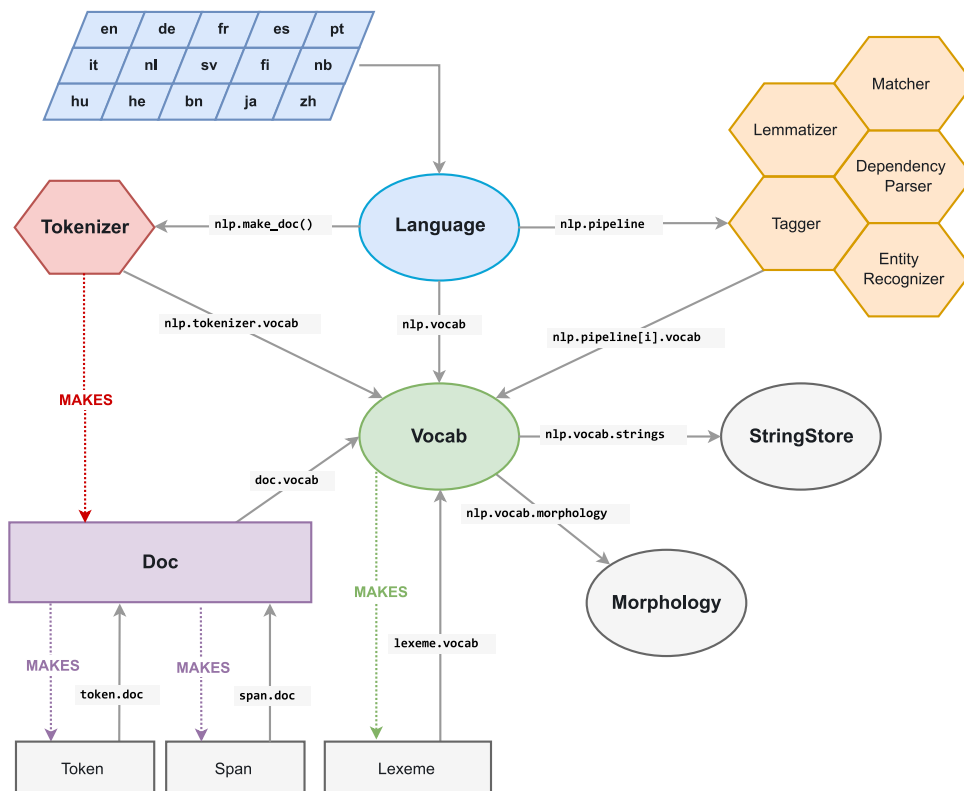 en de fr es pt
it nl sv fi nb
hu he bn ja zh
Matcher
Lemmatizer
Dependency
Parser
Tokenizer
nlp.make_doc()
Language
nlp.pipeline
Tagger
Entity
Recognizer
nlp.tokenizer.vocab
nlp.vocab
nlp.pipeline[i].vocab
MAKES
Vocab
nlp.vocab.strings
StringStore
doc.vocab
nlp.vocab.morphology
Doc
MAKES
Morphology
lexeme.vocab
MAKES
MAKES
token.doc
span.doc
Token
Span
Lexeme